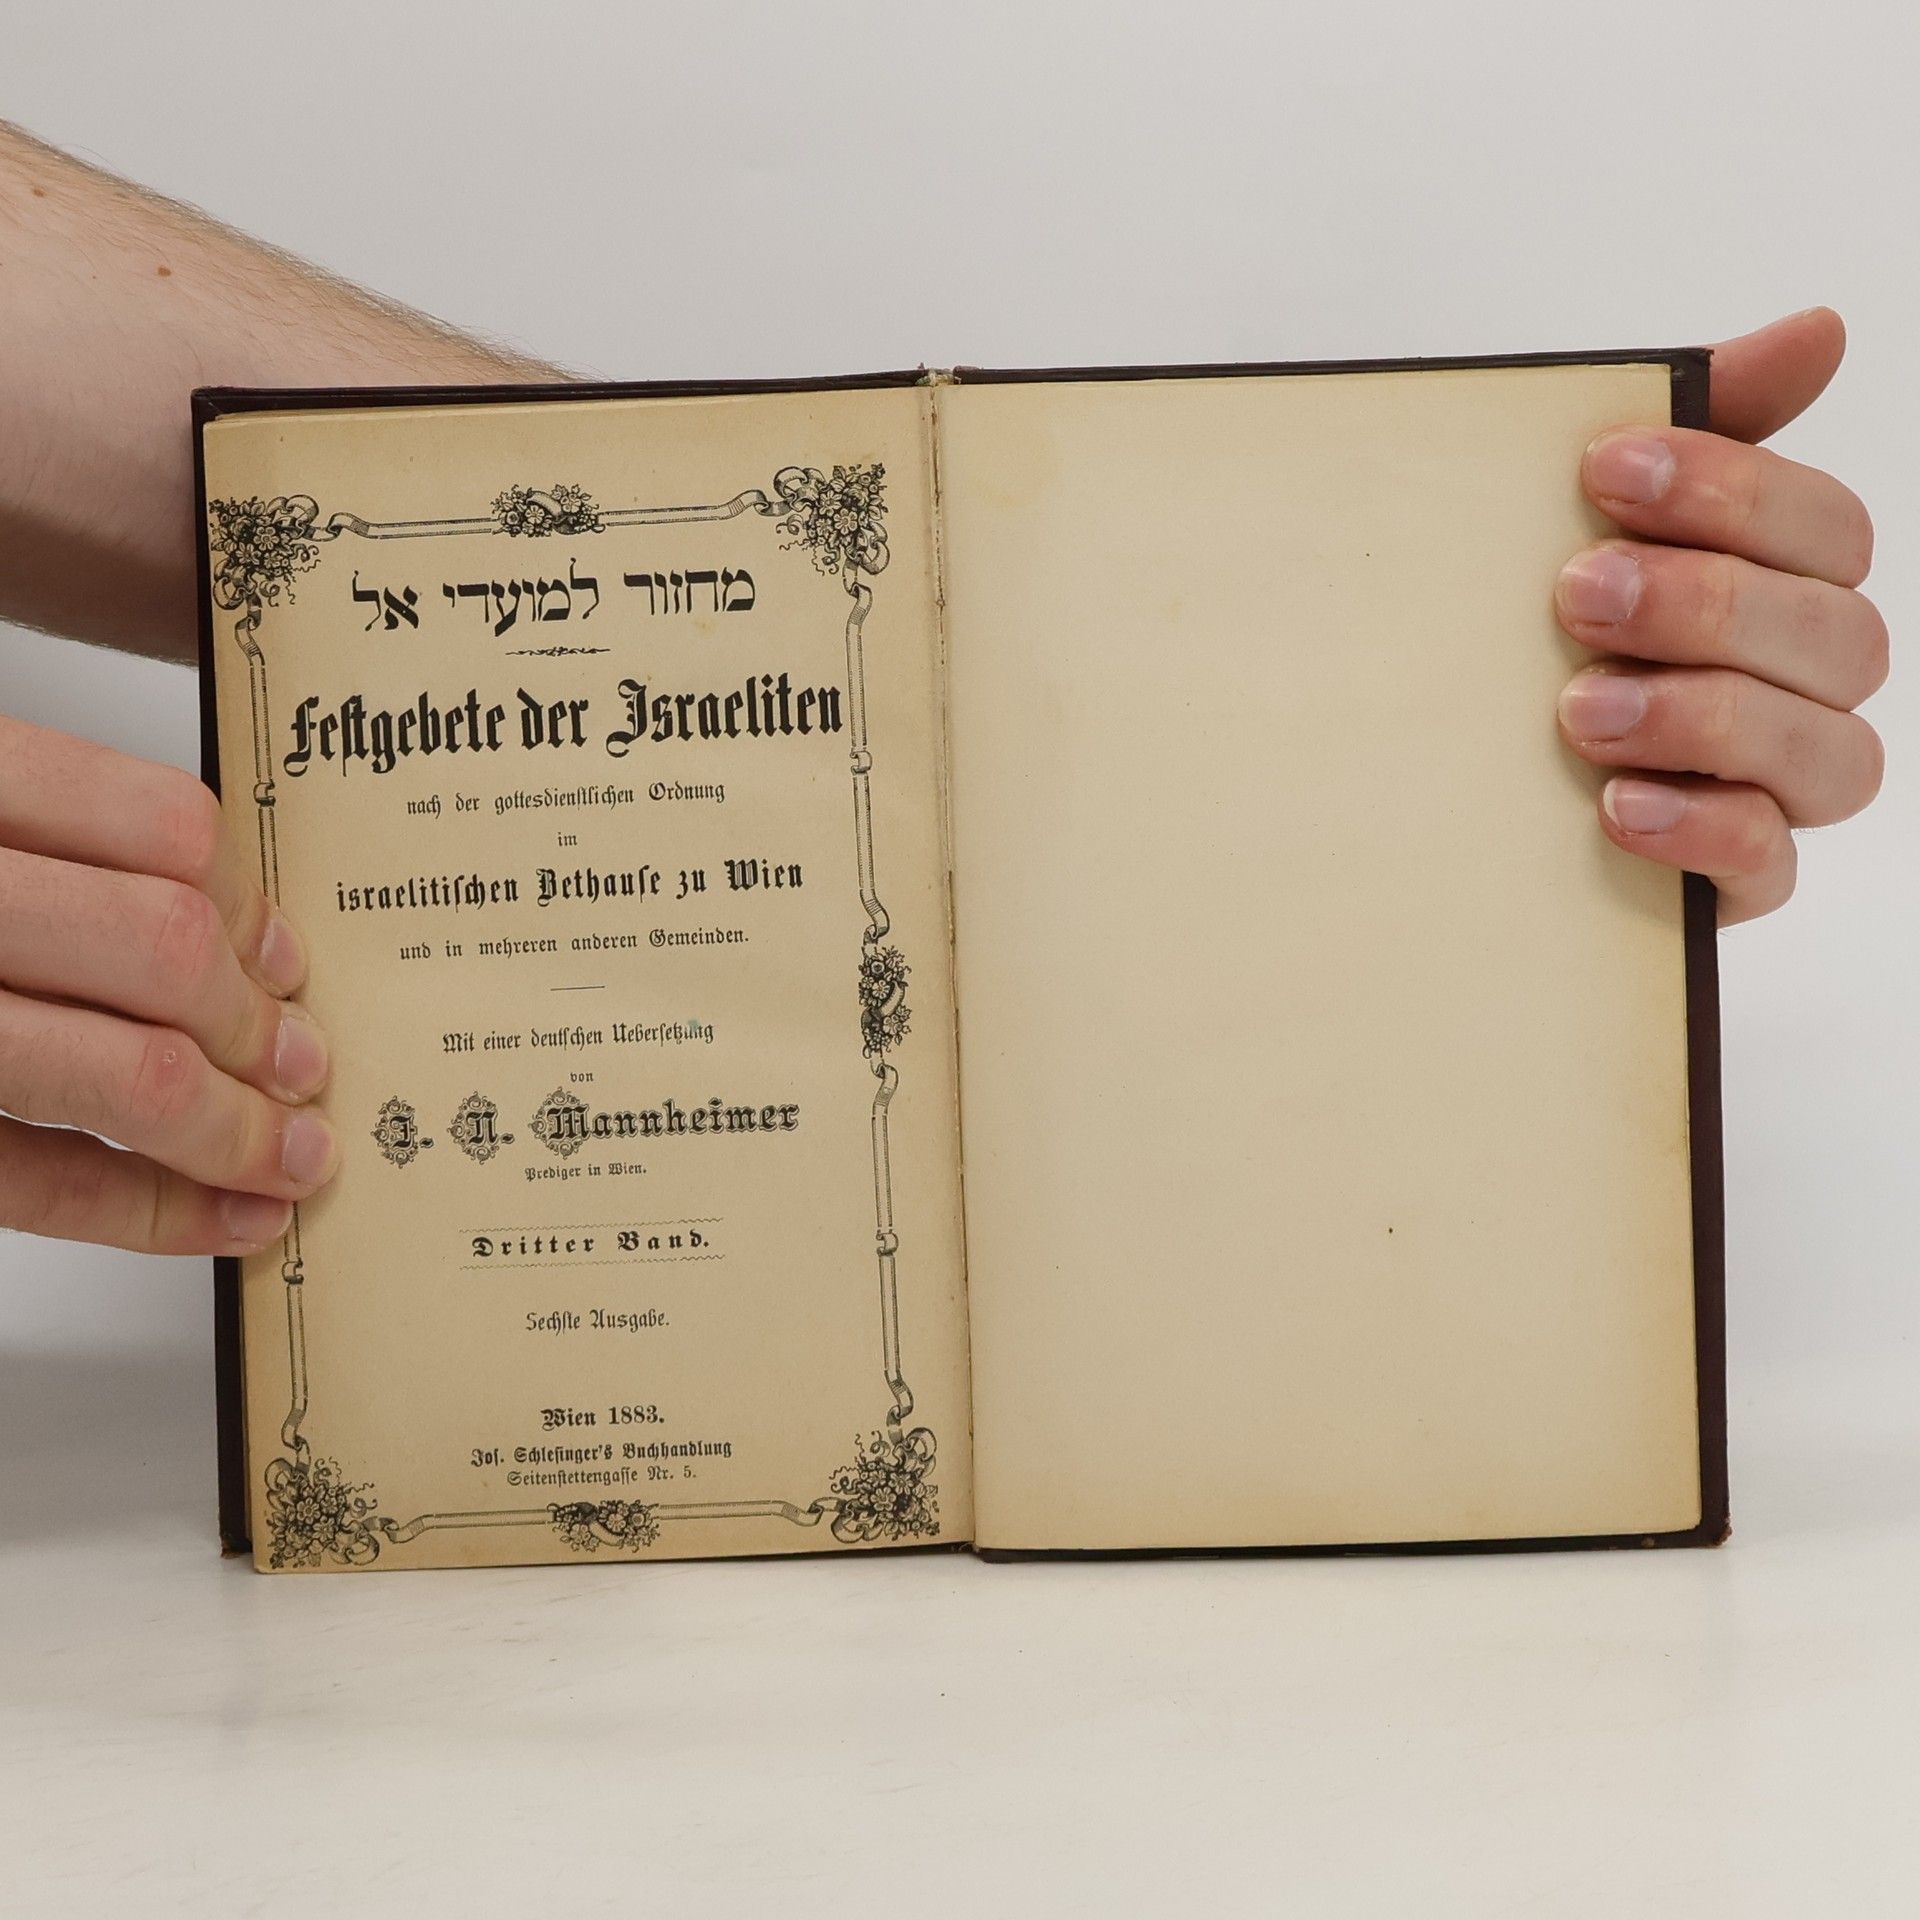 מחזור למועדי אל
Festgebete der Israeliten
nach der gottesdienstlichen Ordnung
im
israelitischen Bethause zu Wien
und in mehreren anderen Gemeinden.
Mit einer deutschen Uebersetzung
von
I. N. Mannheimer
Prediger in Wien.
Dritter Band.
Sechste Ausgabe.
Wien 1883.
Jos. Schlesinger's Buchhandlung
Seitenstettengasse Nr. 5.